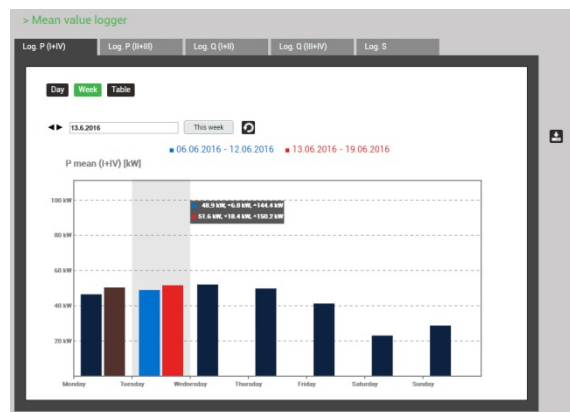 > Mean value logger
Log. P (I+IV) Log. P (II+III) Log. Q (I+II) Log. Q (III+IV) Log. S
Day Week Table
13.6.2016 This week
06.06.2016 - 12.06.2016 13.06.2016 - 19.06.2016
P mean (I+IV) [kW]
100 kW
48.9 kW, -6.0 kW, ^144.4 kW
51.6 kW, -18.4 kW, ^150.2 kW
80 kW
60 kW
40 kW
20 kW
Monday Tuesday Wednesday Thursday Friday Saturday Sunday